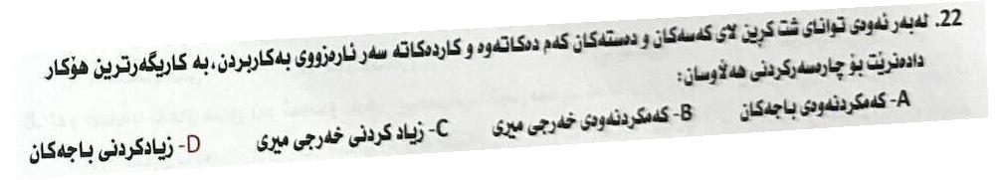 22. لەبەر ئەوەی توانای شت کڕین لای کەسەکان و دەستەکان کەم دەکاتەوە و کاردەکاتە سەر ئارەزووی بەکاربردن، بە کاریگەرترین هۆکار
دادەنرێت بۆ چارەسەرکردنی هەڵاوسان:
A- کەمکردنەوەی باجەکان B- کەمکردنەوەی خەرجی میری C- زیاد کردنی خەرجی میری D- زیادکردنی باجەکان